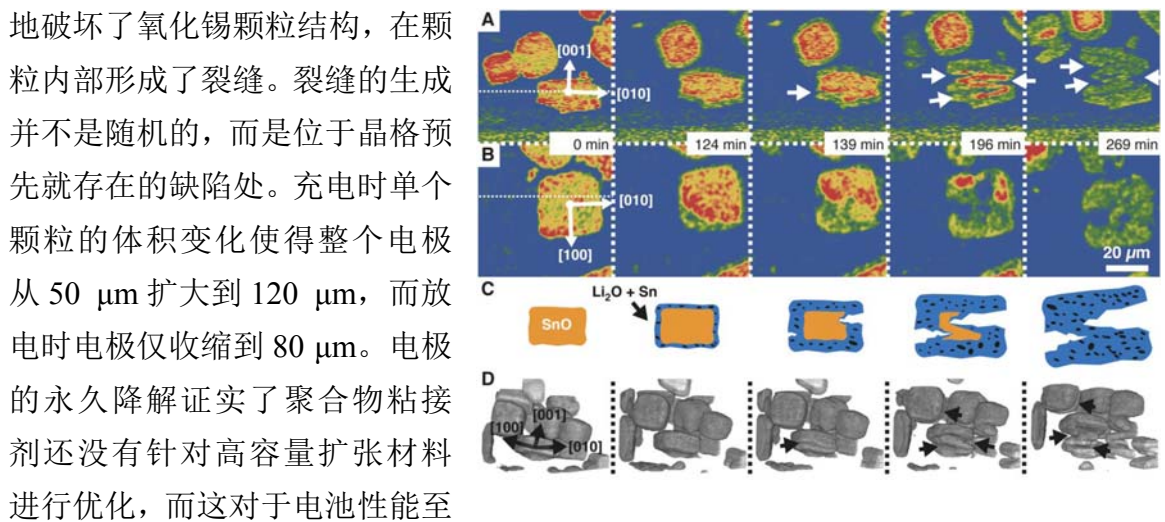 地破坏了氧化锡颗粒结构，在颗
粒内部形成了裂缝。裂缝的生成
并不是随机的，而是位于晶格预
先就存在的缺陷处。充电时单个
颗粒的体积变化使得整个电极
从 50 μm 扩大到 120 μm，而放
电时电极仅收缩到 80 μm。电极
的永久降解证实了聚合物粘接
剂还没有针对高容量扩张材料
进行优化，而这对于电池性能至
A
[001]
[010]
0 min
124 min
139 min
196 min
269 min
B
[010]
[100]
20 μm
C
Li₂O + Sn
SnO
D
[001]
[100]
[010]